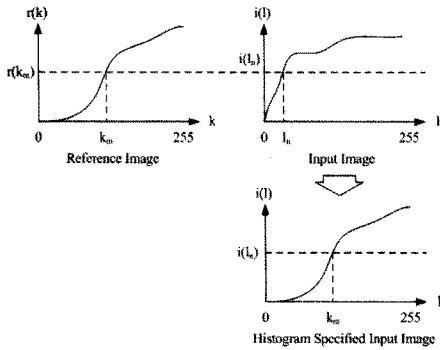 r(k)
r(kₘ)
0
kₘ
255
k
Reference Image
i(l)
i(lₙ)
0
lₙ
255
l
Input Image
i(l)
i(lₙ)
0
kₘ
255
l
Histogram Specified Input Image